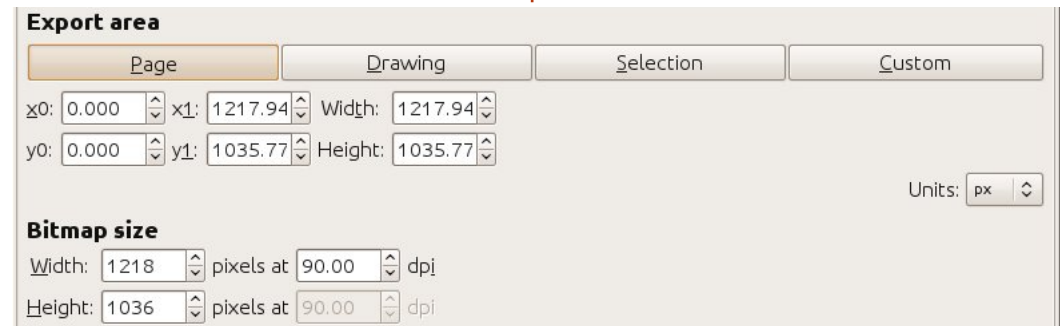 Export area
Page Drawing Selection Custom
x0: 0.000 x1: 1217.94 Width: 1217.94
y0: 0.000 y1: 1035.77 Height: 1035.77
Units: px
Bitmap size
Width: 1218 pixels at 90.00 dpi
Height: 1036 pixels at 90.00 dpi